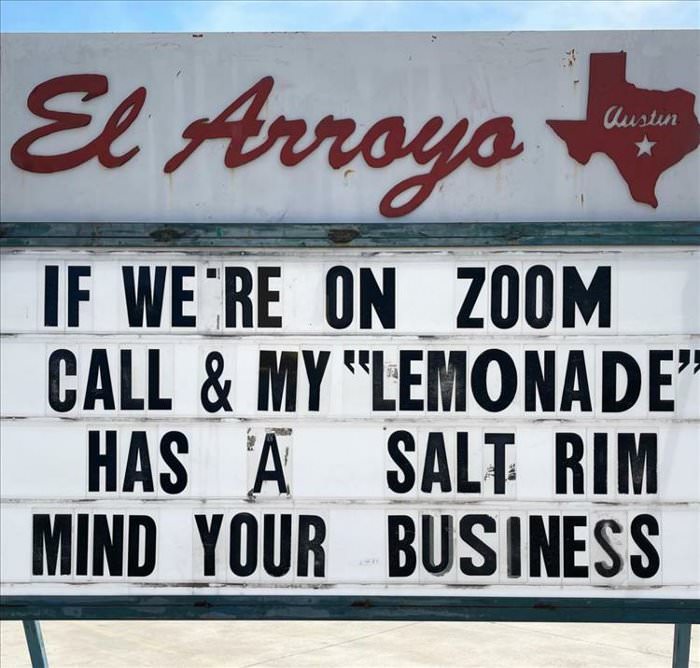 El Arroyo
Austin
IF WE'RE ON ZOOM
CALL & MY "LEMONADE"
HAS A SALT RIM
MIND YOUR BUSINESS